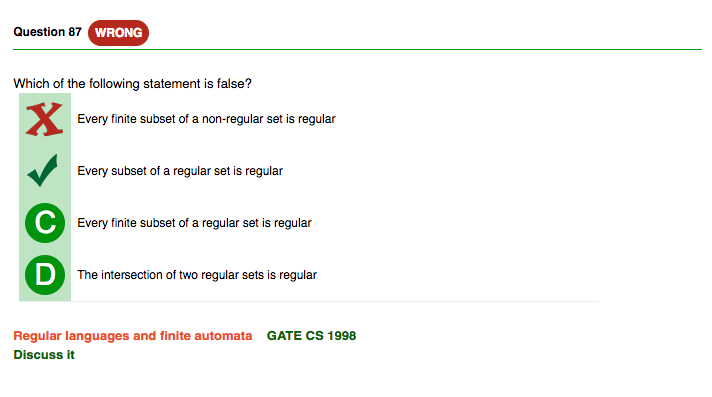 Question 87 WRONG
Which of the following statement is false?
X Every finite subset of a non-regular set is regular
Every subset of a regular set is regular
C Every finite subset of a regular set is regular
D The intersection of two regular sets is regular
Regular languages and finite automata GATE CS 1998
Discuss it